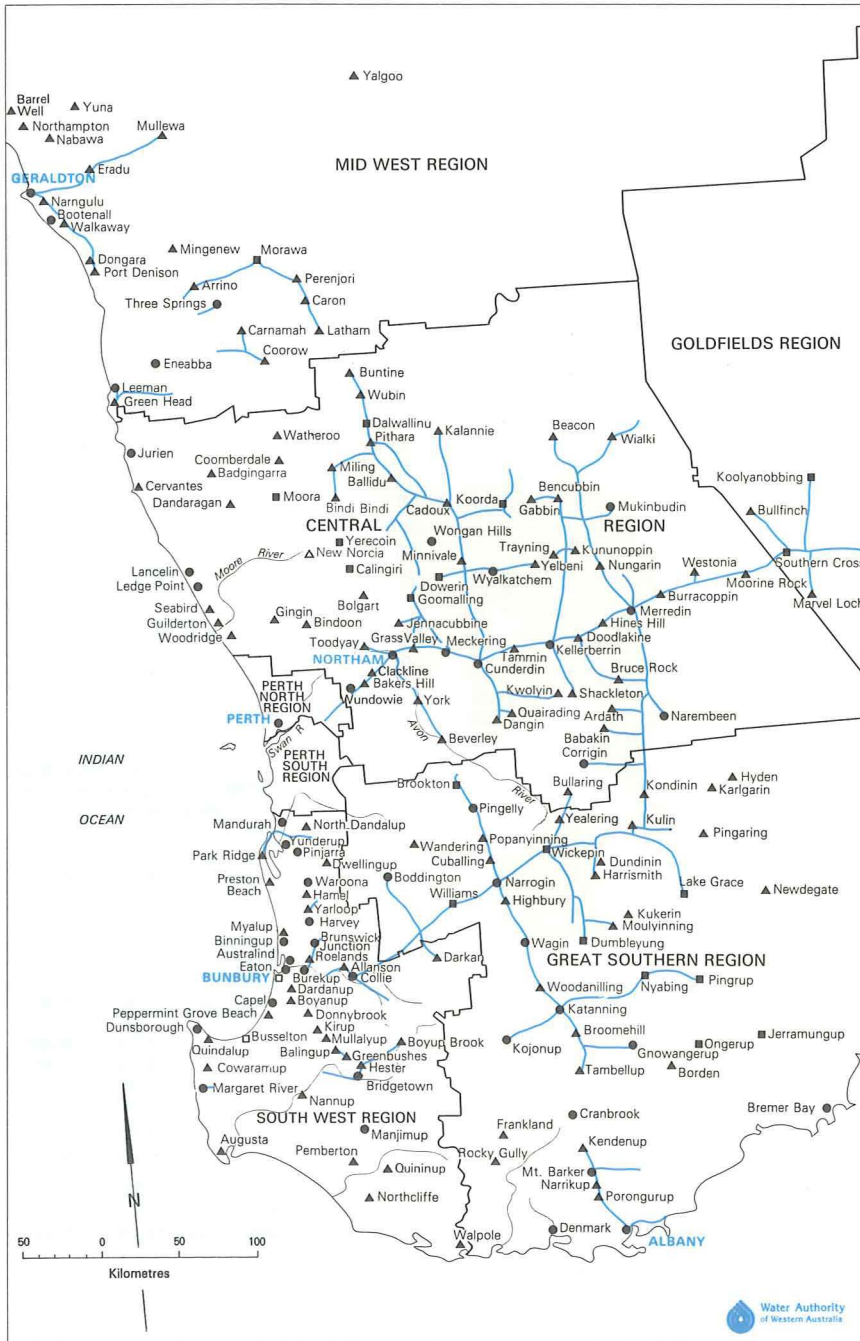 Yalgoo
Barrel
Well
Yuna
Northampton
Mullewa
Nabawa
MID WEST REGION
Eradu
GERALDTON
Narngulu
Bootenall
Walkaway
Mingenew
Morawa
Dongara
Port Denison
Perenjori
Arrino
Three Springs
Caron
Carnamah
Latham
GOLDFIELDS REGION
Coorow
Eneabba
Buntine
Leeman
Wubin
Green Head
Dalwallinu
Pithara
Kalannie
Beacon
Wialki
Watheroo
Jurien
Coomberdale
Badgingarra
Miling
Ballidu
Koolyanobbing
Cervantes
Bencubbin
Dandaragan
Moora
Bindi Bindi
Cadoux
Koorda
Gabbin
Mukinbudin
Bullfinch
CENTRAL
REGION
Wongan Hills
Yerecoin
Moore River
New Norcia
Minnivale
Trayning
Kununoppin
Southern Cross
Calingiri
Yelbeni
Nungarin
Westonia
Lancelin
Wyalkatchem
Moorine Rock
Ledge Point
Dowerin
Goomalling
Burracoppin
Marvel Loch
Seabird
Bolgart
Merredin
Guilderton
Gingin
Bindoon
Jennacubbine
Hines Hill
Woodridge
Toodyay
GrassValley
Meckering
Doodlakine
NORTHAM
Tammin
Kellerberrin
Cunderdin
Bruce Rock
Clackline
Bakers Hill
PERTH
NORTH
REGION
Wundowie
York
Kwolyin
Shackleton
PERTH
Quairading
Dangin
Ardath
Narembeen
Swan R
Avon
Beverley
Babakin
PERTH
SOUTH
REGION
Corrigin
INDIAN
River
Bullaring
Hyden
Brookton
Kondinin
Karlgarin
Pingelly
OCEAN
Yealering
Kulin
Mandurah
North Dandalup
Popanyinning
Pingaring
Yunderup
Pinjarra
Wandering
Cuballing
Wickepin
Park Ridge
Dwellingup
Dundinin
Boddington
Harrismith
Preston
Beach
Waroona
Narrogin
Lake Grace
Newdegate
Hamel
Williams
Highbury
Yarloop
Kukerin
Harvey
Moulyinning
Myalup
Binningup
Brunswick
Junction
Wagin
Dumbleyung
Australind
Roelands
Darkan
GREAT SOUTHERN REGION
Eaton
Allanson
BUNBURY
Burekup
Collie
Dardanup
Woodanilling
Nyabing
Pingrup
Capel
Boyanup
Katanning
Peppermint Grove Beach
Donnybrook
Dunsborough
Kirup
Broomehill
Jerramungup
Busselton
Mullalyup
Boyup Brook
Kojonup
Ongerup
Quindalup
Balingup
Greenbushes
Gnowangerup
Cowaramup
Hester
Tambellup
Borden
Margaret River
Bridgetown
Nannup
Bremer Bay
SOUTH WEST REGION
Cranbrook
Manjimup
Frankland
Augusta
Kendenup
Pemberton
Rocky Gully
Quininup
Mt. Barker
Narrikup
N
Northcliffe
Porongurup
Walpole
Denmark
ALBANY
50 0 50 100
Kilometres
Water Authority
of Western Australia